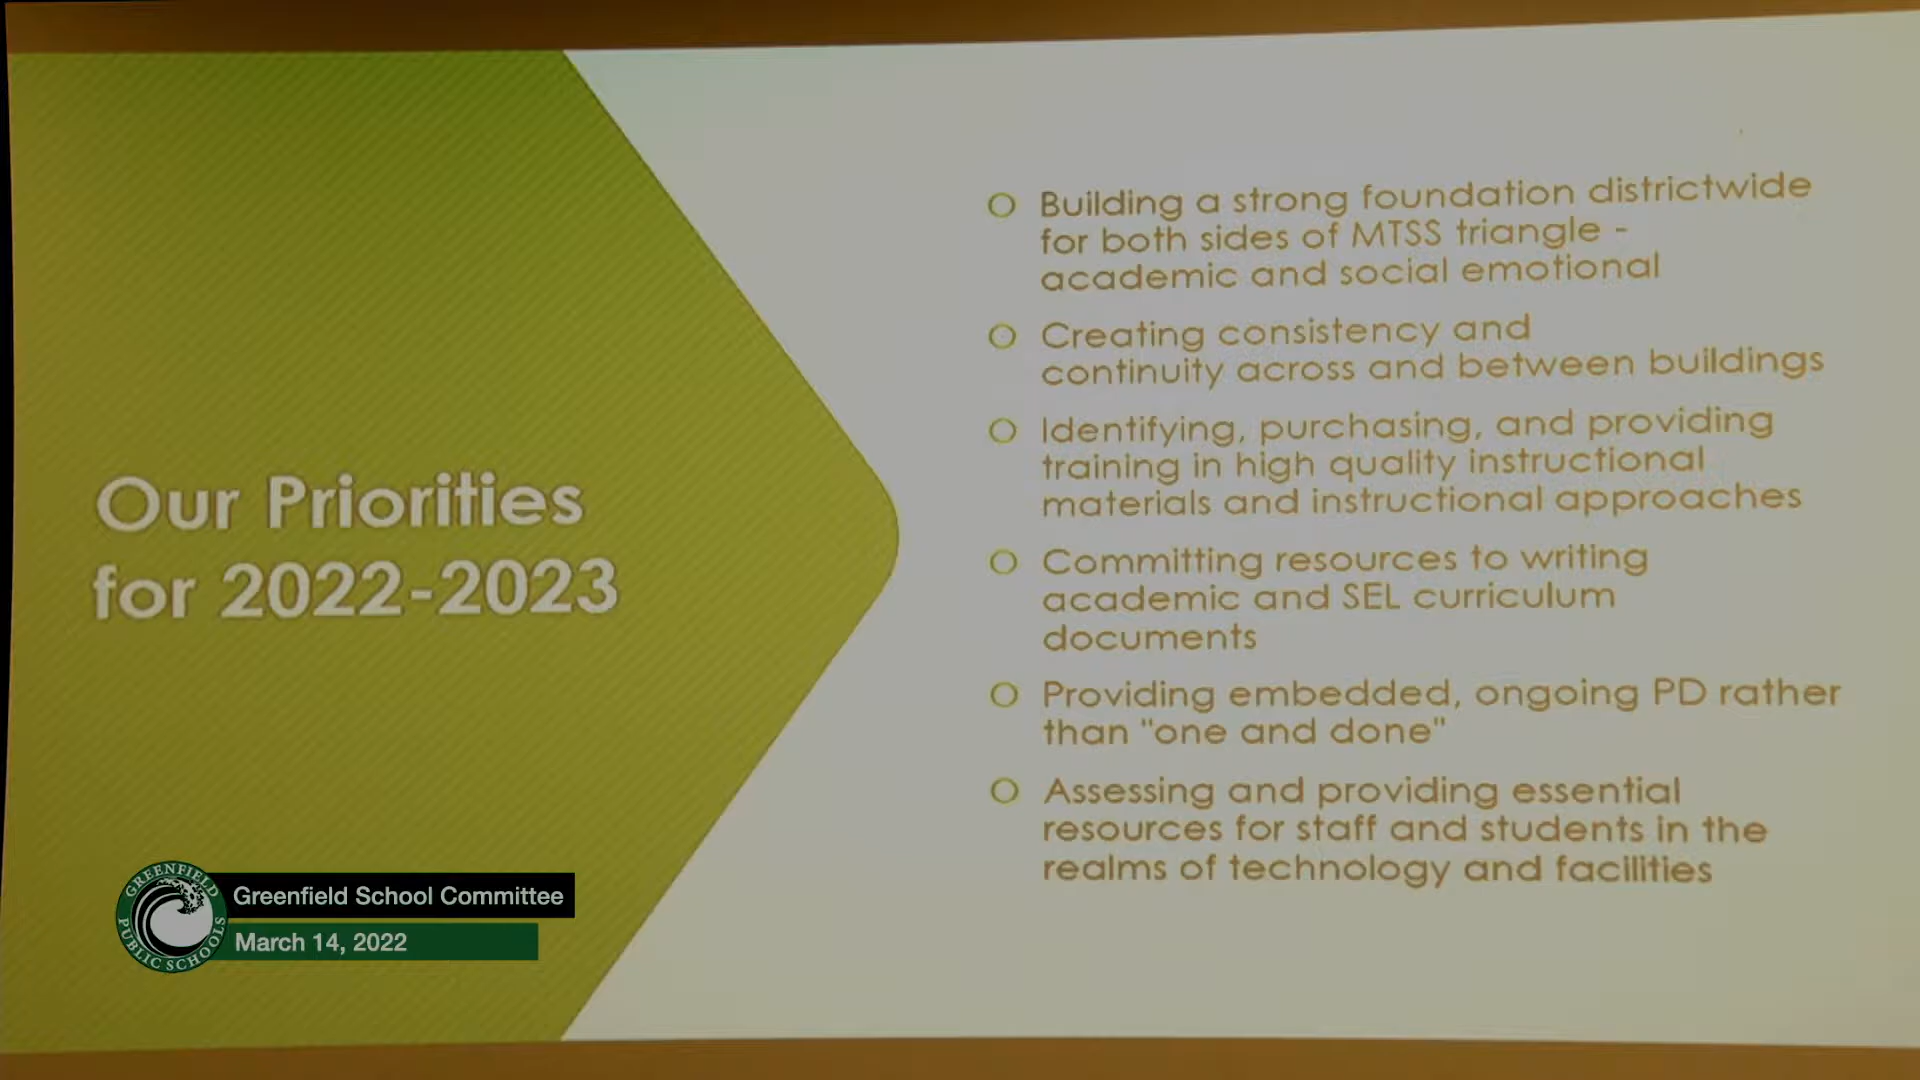 Our Priorities
for 2022-2023
Building a strong foundation districtwide
for both sides of MTSS triangle -
academic and social emotional
Creating consistency and
continuity across and between buildings
Identifying, purchasing, and providing
training in high quality instructional
materials and instructional approaches
Committing resources to writing
academic and SEL curriculum
documents
Providing embedded, ongoing PD rather
than "one and done"
Assessing and providing essential
resources for staff and students in the
realms of technology and facilities
GREENFIELD
PUBLIC SCHOOLS
Greenfield School Committee
March 14, 2022